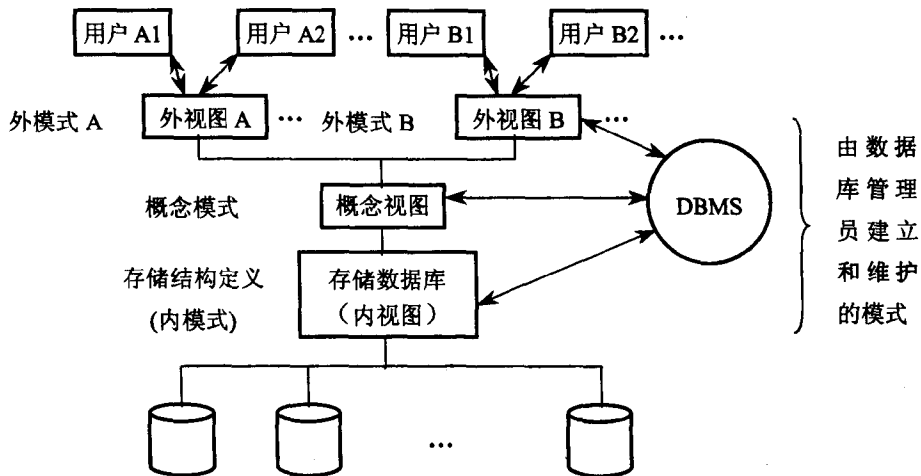 用户 A1
用户 A2
…
用户 B1
用户 B2
…
外模式 A
外视图 A
…
外模式 B
外视图 B
…
概念模式
概念视图
DBMS
存储结构定义
(内模式)
存储数据库
（内视图）
由数据
库管理
员建立
和维护
的模式
…